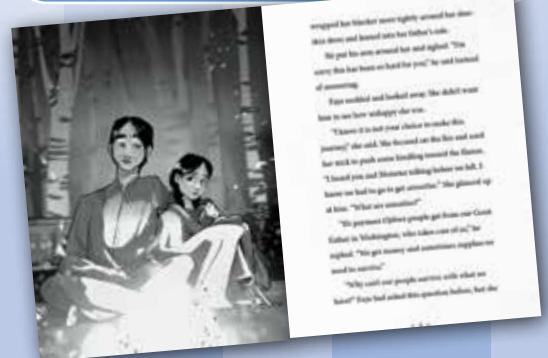 wrapped her blanket more tightly around her
deer dress and leaned into her father's side.
He put his arm around her and sighed. "I'm
sorry this has been so hard for you," he said instead
of answering.
Faye nodded and looked away. She didn't want
him to see how unhappy she was.
"I know it is not your choice to make this
journey," she said. She focused on the fire and used
her stick to push some kindling toward the flames.
"I heard you and talking before we left. I
know we had to go to get annuities." She glanced up
at him. "What are annuities?"
"It's payment Ojibwe people get from our Great
Father in Washington, who takes care of us," he
replied. "We get money and sometimes supplies we
need to survive."
"Why can't our people survive with what we
have?" Faye had asked this question before, but she